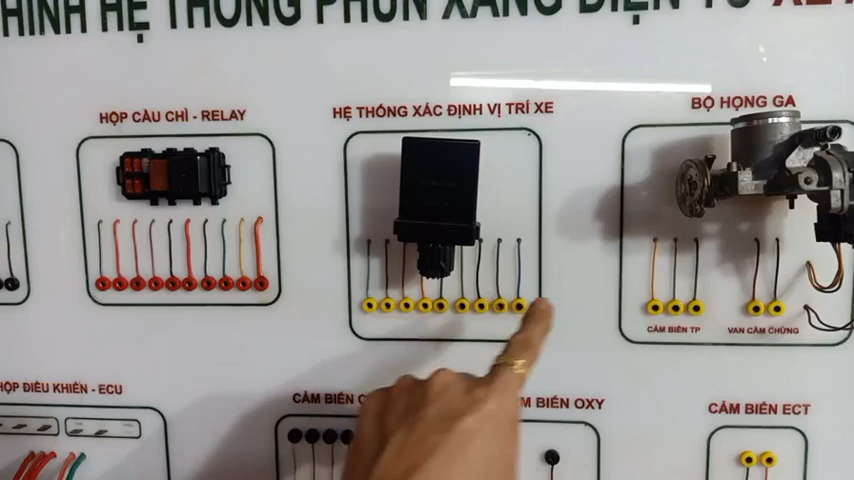 HÌNH HỆ THỐNG PHUN XĂNG ĐIỆN TỬ XE
HỘP CẦU CHÌ - RELAY
HỆ THỐNG XÁC ĐỊNH VỊ TRÍ XE
BỘ HỌNG GA
CẢM BIẾN TP
VAN CẦM CHỪNG
HỘP ĐIỀU KHIỂN - ECU
CẢM BIẾN
BIẾN OXY
CẢM BIẾN ECT